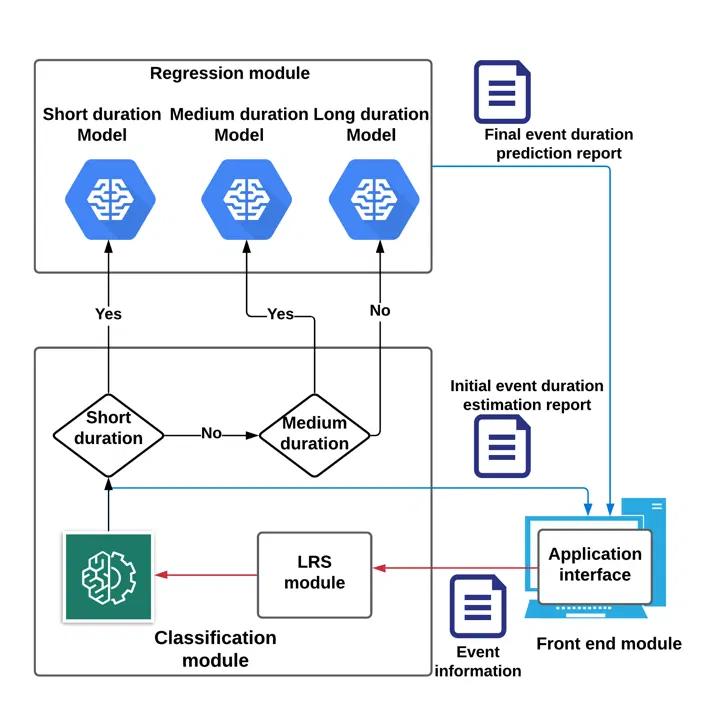 Regression module
Short duration
Model
Medium duration
Model
Long duration
Model
Final event duration
prediction report
Yes
Yes
No
Initial event duration
estimation report
Short
duration
No
Medium
duration
LRS
module
Application
interface
Classification
module
Event
information
Front end module